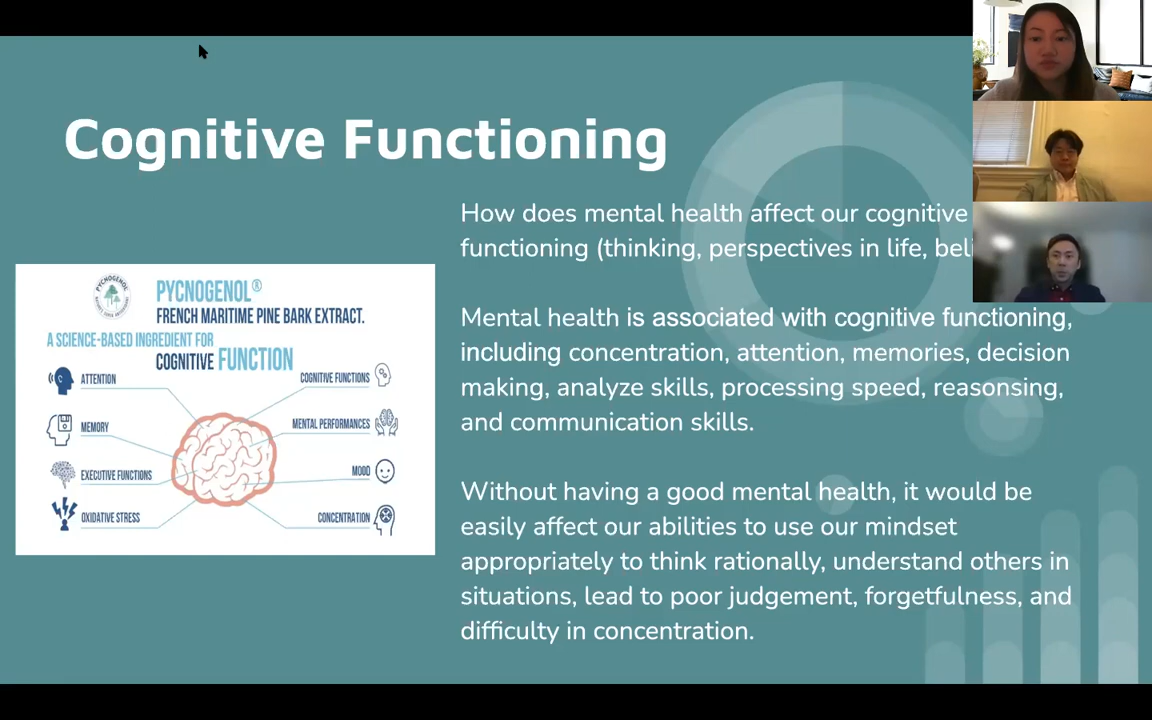 Cognitive Functioning
How does mental health affect our cognitive
functioning (thinking, perspectives in life,
Mental health is associated with cognitive functioning,
including concentration, attention, memories, decision
making, analyze skills, processing speed, reasonsing,
and communication skills.
Without having a good mental health, it would be
easily affect our abilities to use our mindset
appropriately to think rationally, understand others in
situations, lead to poor judgement, forgetfulness, and
difficulty in concentration.
PYCNOGENOL
PYCNOGENOL®
FRENCH MARITIME PINE BARK EXTRACT.
A SCIENCE-BASED INGREDIENT FOR
COGNITIVE FUNCTION
ATTENTION
MEMORY
EXECUTIVE FUNCTIONS
OXIDATIVE STRESS
COGNITIVE FUNCTIONS
MENTAL PERFORMANCES
MOOD
CONCENTRATION